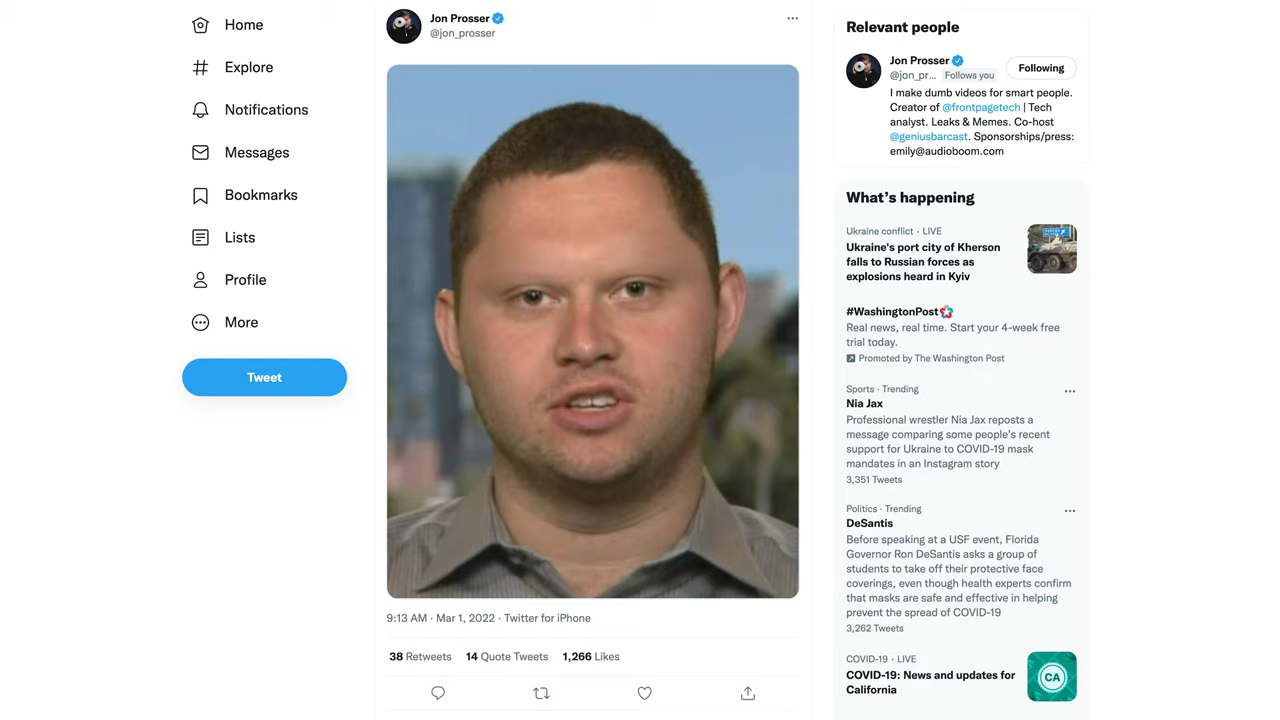 Home
Explore
Notifications
Messages
Bookmarks
Lists
Profile
More
Tweet
Jon Prosser
@jon_prosser
9:13 AM · Mar 1, 2022 · Twitter for iPhone
38 Retweets 14 Quote Tweets 1,266 Likes
Relevant people
Jon Prosser
@jon_pr... Follows you
Following
I make dumb videos for smart people.
Creator of @frontpagetech | Tech
analyst. Leaks & Memes. Co-host
@geniusbarcast. Sponsorships/press:
emily@audioboom.com
What's happening
Ukraine conflict · LIVE
Ukraine's port city of Kherson
falls to Russian forces as
explosions heard in Kyiv
#WashingtonPost
Real news, real time. Start your 4-week free
trial today.
Promoted by The Washington Post
Sports · Trending
Nia Jax
Professional wrestler Nia Jax reposts a
message comparing some people's recent
support for Ukraine to COVID-19 mask
mandates in an Instagram story
3,351 Tweets
Politics · Trending
DeSantis
Before speaking at a USF event, Florida
Governor Ron DeSantis asks a group of
students to take off their protective face
coverings, even though health experts confirm
that masks are safe and effective in helping
prevent the spread of COVID-19
3,262 Tweets
COVID-19 · LIVE
COVID-19: News and updates for
California
CA